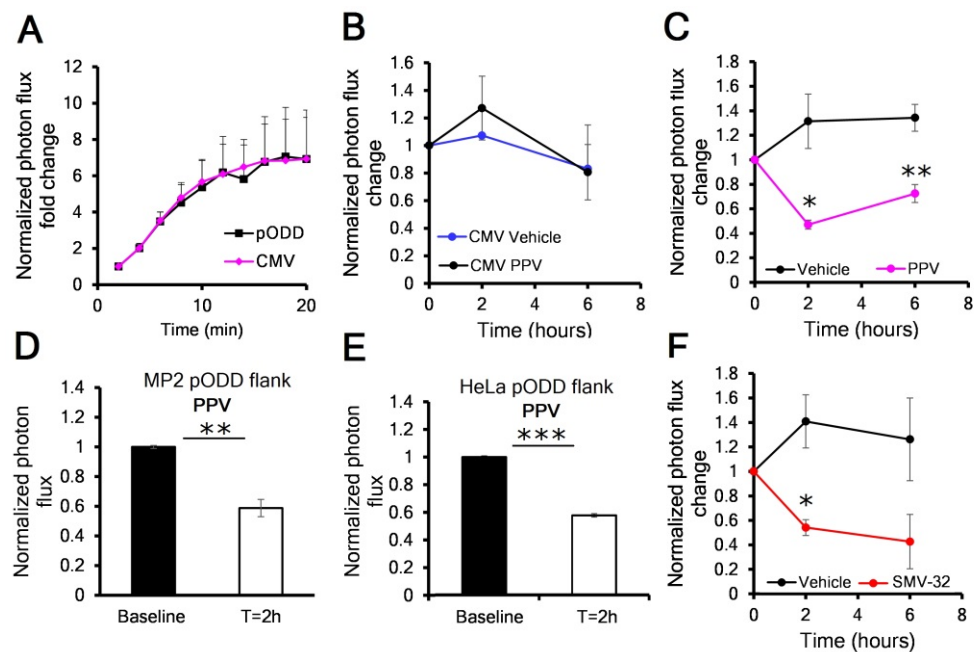 A
Normalized photon flux
fold change
12
10
8
6
4
2
0
0
10
20
Time (min)
pODD
CMV
B
Normalized photon flux
change
1.6
1.4
1.2
1
0.8
0.6
0.4
0.2
0
0
2
4
6
8
Time (hours)
CMV Vehicle
CMV PPV
C
Normalized photon flux
change
1.8
1.6
1.4
1.2
1
0.8
0.6
0.4
0.2
0
0
2
4
6
8
Time (hours)
*
**
Vehicle
PPV
D
Normalized photon
flux
1.4
1.2
1
0.8
0.6
0.4
0.2
0
MP2 pODD flank
PPV
**
Baseline
T=2h
E
Normalized photon
flux
1.4
1.2
1
0.8
0.6
0.4
0.2
0
HeLa pODD flank
PPV
***
Baseline
T=2h
F
Normalized photon flux
change
1.8
1.6
1.4
1.2
1
0.8
0.6
0.4
0.2
0
0
2
4
6
8
Time (hours)
*
Vehicle
SMV-32